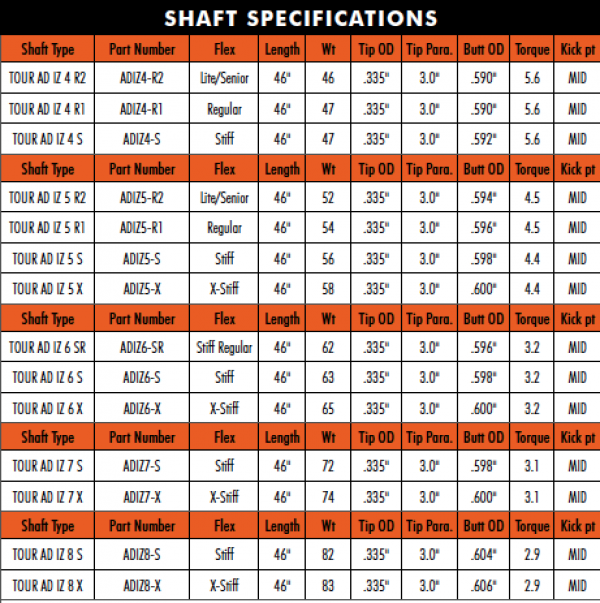 SHAFT SPECIFICATIONS
Shaft Type Part Number Flex Length Wt Tip OD Tip Para. Butt OD Torque Kick pt
TOUR AD IZ 4 R2 ADIZ4-R2 Lite/Senior 46" 46 .335" 3.0" .590" 5.6 MID
TOUR AD IZ 4 R1 ADIZ4-R1 Regular 46" 47 .335" 3.0" .590" 5.6 MID
TOUR AD IZ 4 S ADIZ4-S Stiff 46" 47 .335" 3.0" .592" 5.6 MID
Shaft Type Part Number Flex Length Wt Tip OD Tip Para. Butt OD Torque Kick pt
TOUR AD IZ 5 R2 ADIZ5-R2 Lite/Senior 46" 52 .335" 3.0" .594" 4.5 MID
TOUR AD IZ 5 R1 ADIZ5-R1 Regular 46" 54 .335" 3.0" .596" 4.5 MID
TOUR AD IZ 5 S ADIZ5-S Stiff 46" 56 .335" 3.0" .598" 4.4 MID
TOUR AD IZ 5 X ADIZ5-X X-Stiff 46" 58 .335" 3.0" .600" 4.4 MID
Shaft Type Part Number Flex Length Wt Tip OD Tip Para. Butt OD Torque Kick pt
TOUR AD IZ 6 SR ADIZ6-SR Stiff Regular 46" 62 .335" 3.0" .596" 3.2 MID
TOUR AD IZ 6 S ADIZ6-S Stiff 46" 63 .335" 3.0" .598" 3.2 MID
TOUR AD IZ 6 X ADIZ6-X X-Stiff 46" 65 .335" 3.0" .600" 3.2 MID
Shaft Type Part Number Flex Length Wt Tip OD Tip Para. Butt OD Torque Kick pt
TOUR AD IZ 7 S ADIZ7-S Stiff 46" 72 .335" 3.0" .598" 3.1 MID
TOUR AD IZ 7 X ADIZ7-X X-Stiff 46" 74 .335" 3.0" .600" 3.1 MID
Shaft Type Part Number Flex Length Wt Tip OD Tip Para. Butt OD Torque Kick pt
TOUR AD IZ 8 S ADIZ8-S Stiff 46" 82 .335" 3.0" .604" 2.9 MID
TOUR AD IZ 8 X ADIZ8-X X-Stiff 46" 83 .335" 3.0" .606" 2.9 MID